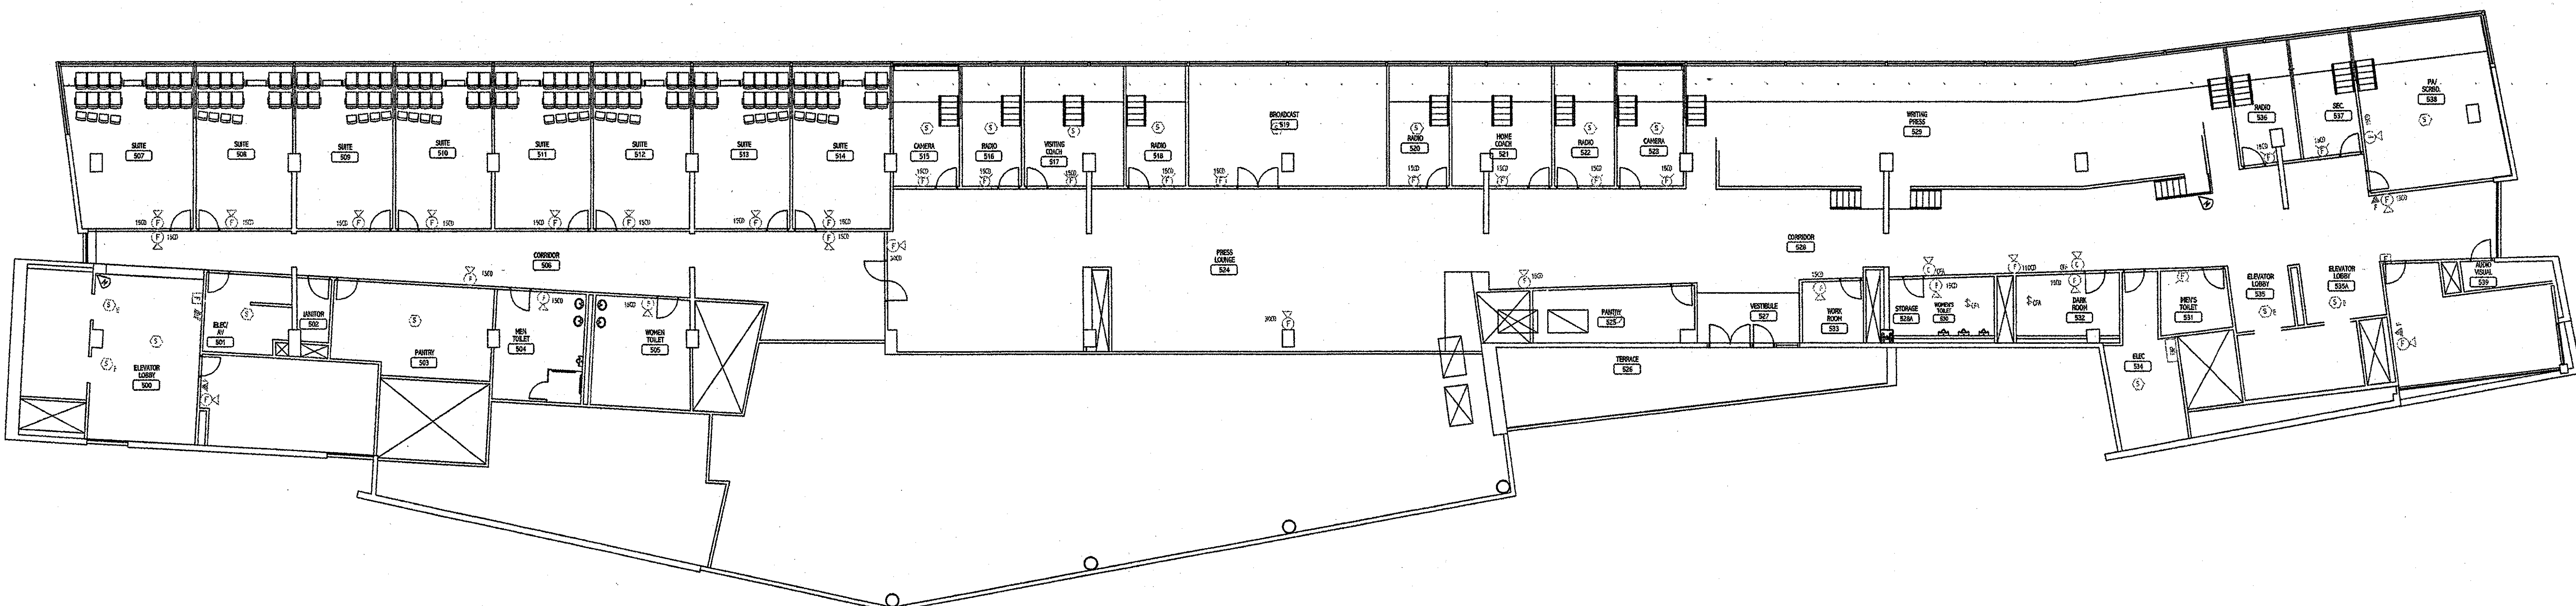 SUITE
507
SUITE
508
SUITE
509
SUITE
510
SUITE
511
SUITE
512
SUITE
513
SUITE
514
CAMERA
515
RADIO
516
VISITING
COACH
517
RADIO
518
BROADCAST
519
RADIO
520
HOME
COACH
521
RADIO
522
CAMERA
523
WRITING
PRESS
529
RADIO
536
SEC.
537
PA/
SCRBD.
538
CORRIDOR
506
PRESS
LOUNGE
524
CORRIDOR
528
ELEVATOR
LOBBY
500
ELEC/
AV
501
JANITOR
502
PANTRY
503
MEN
TOILET
504
WOMEN
TOILET
505
PANTRY
525
TERRACE
526
VESTIBULE
527
WORK
ROOM
533
STORAGE
528A
WOMEN'S
TOILET
530
DARK
ROOM
532
ELEC
534
MEN'S
TOILET
531
ELEVATOR
LOBBY
535
ELEVATOR
LOBBY
535A
AUDIO
VISUAL
539